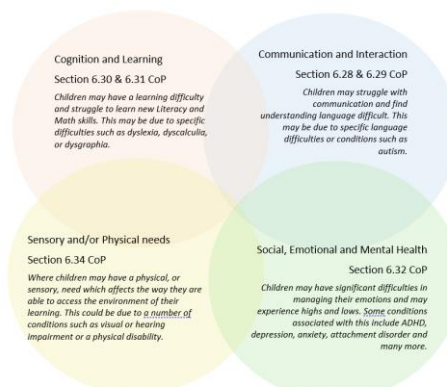 Cognition and Learning
Section 6.30 & 6.31 CoP
Children may have a learning difficulty
and struggle to learn new Literacy and
Math skills. This may be due to specific
difficulties such as dyslexia, dyscalculia,
or dysgraphia.
Communication and Interaction
Section 6.28 & 6.29 CoP
Children may struggle with
communication and find
understanding language difficult. This
may be due to specific language
difficulties or conditions such as
autism.
Sensory and/or Physical needs
Section 6.34 CoP
Where children may have a physical, or
sensory, need which affects the way they are
able to access the environment of their
learning. This could be due to a number of
conditions such as visual or hearing
impairment or a physical disability.
Social, Emotional and Mental Health
Section 6.32 CoP
Children may have significant difficulties in
managing their emotions and may
experience highs and lows. Some conditions
associated with this include ADHD,
depression, anxiety, attachment disorder and
many more.